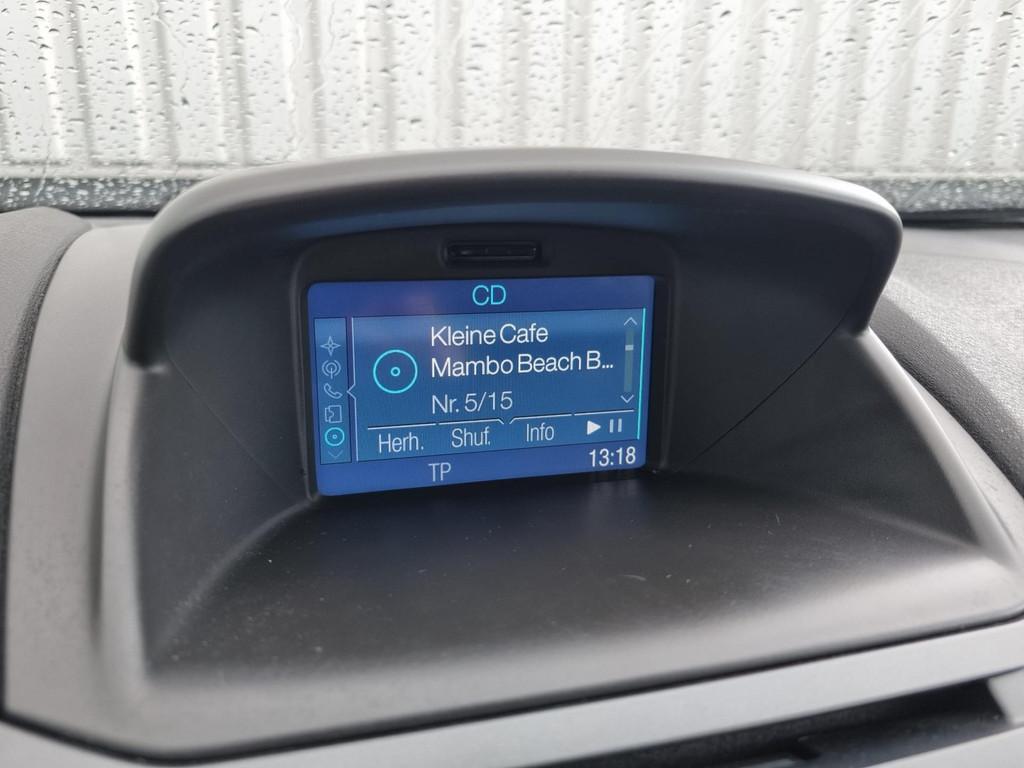 CD
Kleine Cafe
Mambo Beach B...
Nr. 5/15
Herh. Shuf. Info
TP 13:18